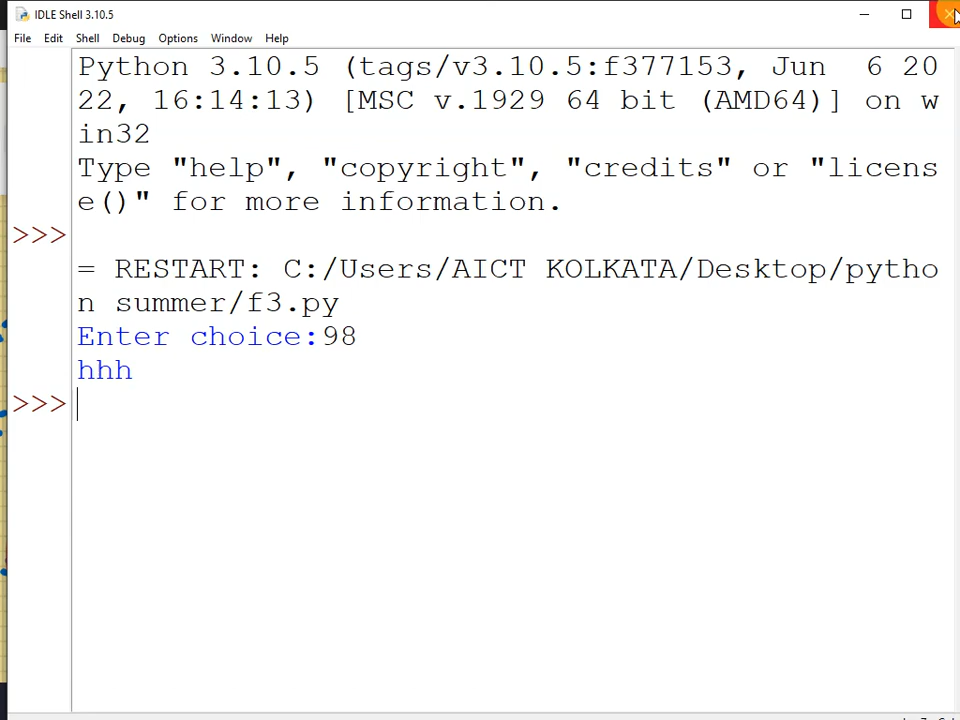 IDLE Shell 3.10.5
File Edit Shell Debug Options Window Help
Python 3.10.5 (tags/v3.10.5:f377153, Jun  6 20
22, 16:14:13) [MSC v.1929 64 bit (AMD64)] on w
in32
Type "help", "copyright", "credits" or "licens
e()" for more information.
>>>
= RESTART: C:/Users/AICT KOLKATA/Desktop/pytho
n summer/f3.py
Enter choice:98
hhh
>>>